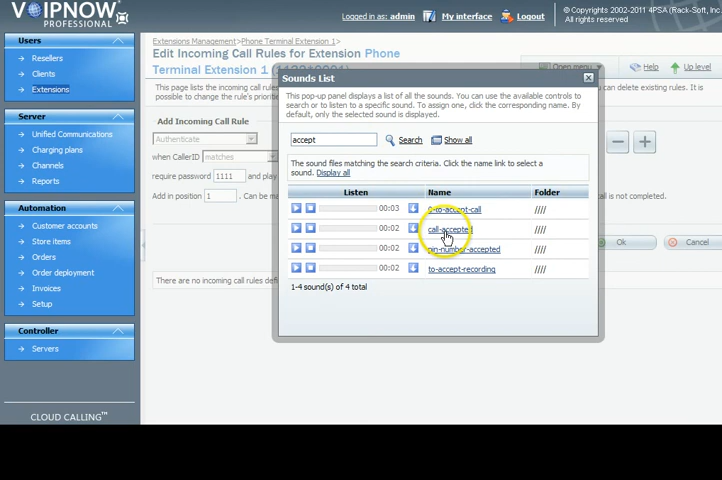 VOIPNOW
PROFESSIONAL
Logged in as: admin
My interface
Logout
© Copyrights 2002-2011 4PSA (Rack-Soft, Inc
All rights reserved
Users
Resellers
Clients
Extensions
Server
Unified Communications
Charging plans
Channels
Reports
Automation
Customer accounts
Store items
Orders
Order deployment
Invoices
Setup
Controller
Servers
CLOUD CALLING™
Extensions Management>Phone Terminal Extension 1>
Edit Incoming Call Rules for Extension Phone
Terminal Extension 1
Open menu
Help
Up level
This page lists the incoming call rules
can delete existing rules. It is
possible to change the rule's priorities
Add Incoming Call Rule
Authenticate
when CallerID matches
require password 1111 and play
Add in position 1 . Can be
call is not completed.
Ok
Cancel
There are no incoming call rules
Sounds List
This pop-up panel displays a list of all the sounds. You can use the available controls to
search or to listen to a specific sound. To assign one, click the corresponding name. By
default, only the selected sound is displayed.
accept
Search
Show all
The sound files matching the search criteria. Click the name link to select a
sound. Display all
Listen Name Folder
00:03 0-to-accept-call ////
00:02 call-accepted ////
00:02 pin-number-accepted ////
00:02 to-accept-recording ////
1-4 sound(s) of 4 total